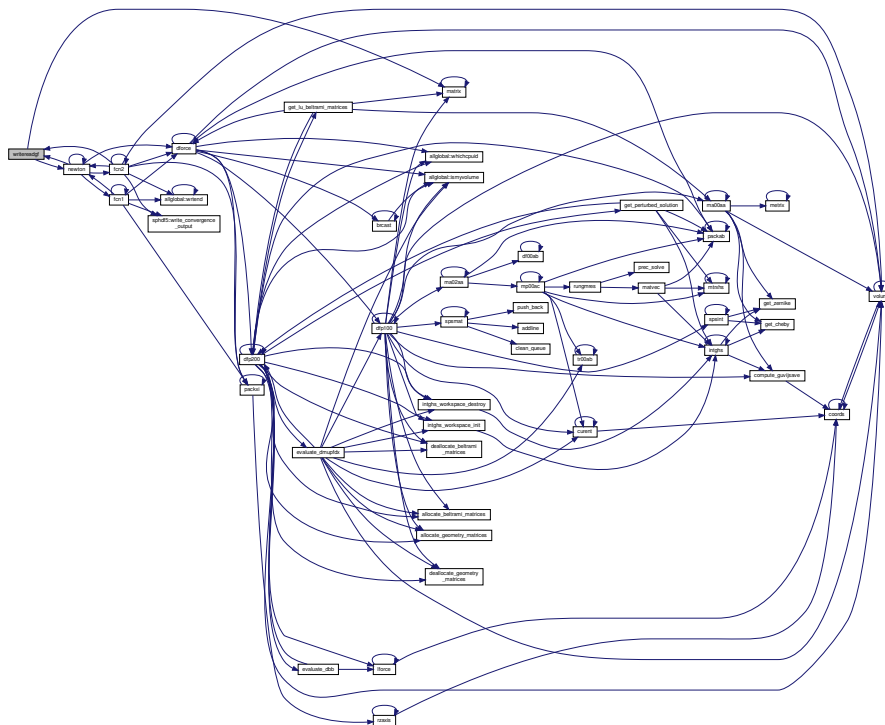 matrix
get_lu_beltrami_matrices
dforce
writereadgf
newton
fcn2
allglobal::whichcpuid
allglobal::ismyvolume
fcn1
allglobal::wrtend
sphdf5::write_convergence
_output
brcast
get_perturbed_solution
ma00aa
metrix
packab
df00ab
ma02aa
mp00ac
rungmres
prec_solve
matvec
mtrxhs
volume
push_back
spsmat
addline
clean_queue
get_zernike
spsint
get_cheby
dfp100
intghs
dfp200
tr00ab
compute_guvijsave
packxi
intghs_workspace_destroy
coords
intghs_workspace_init
curent
evaluate_dmupfdx
deallocate_beltrami
_matrices
allocate_beltrami_matrices
allocate_geometry_matrices
deallocate_geometry
_matrices
evaluate_dbb
lforce
rzaxis